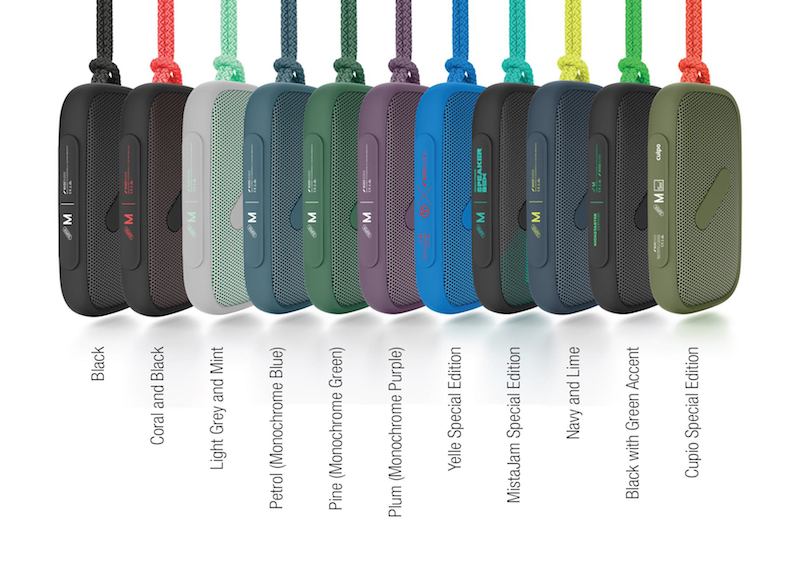 Black
Coral and Black
Light Grey and Mint
Petrol (Monochrome Blue)
Pine (Monochrome Green)
Plum (Monochrome Purple)
Yelle Special Edition
MistaJam Special Edition
Navy and Lime
Black with Green Accent
Cupio Special Edition
M
M
M
M
M
M
SPEAKER
M
M
M
M